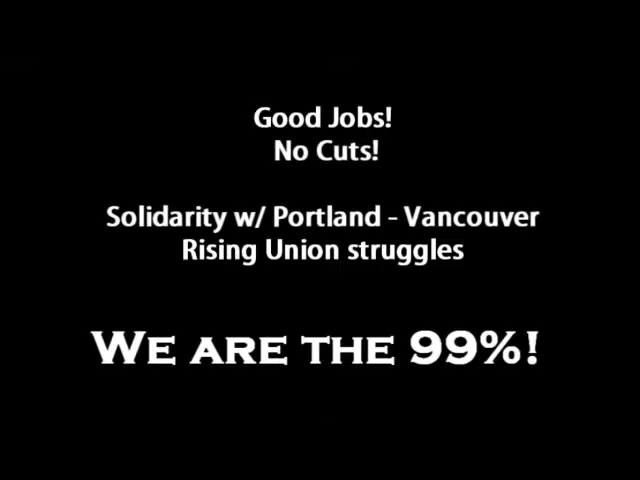 Good Jobs!
No Cuts!
Solidarity w/ Portland - Vancouver
Rising Union struggles
WE ARE THE 99%!